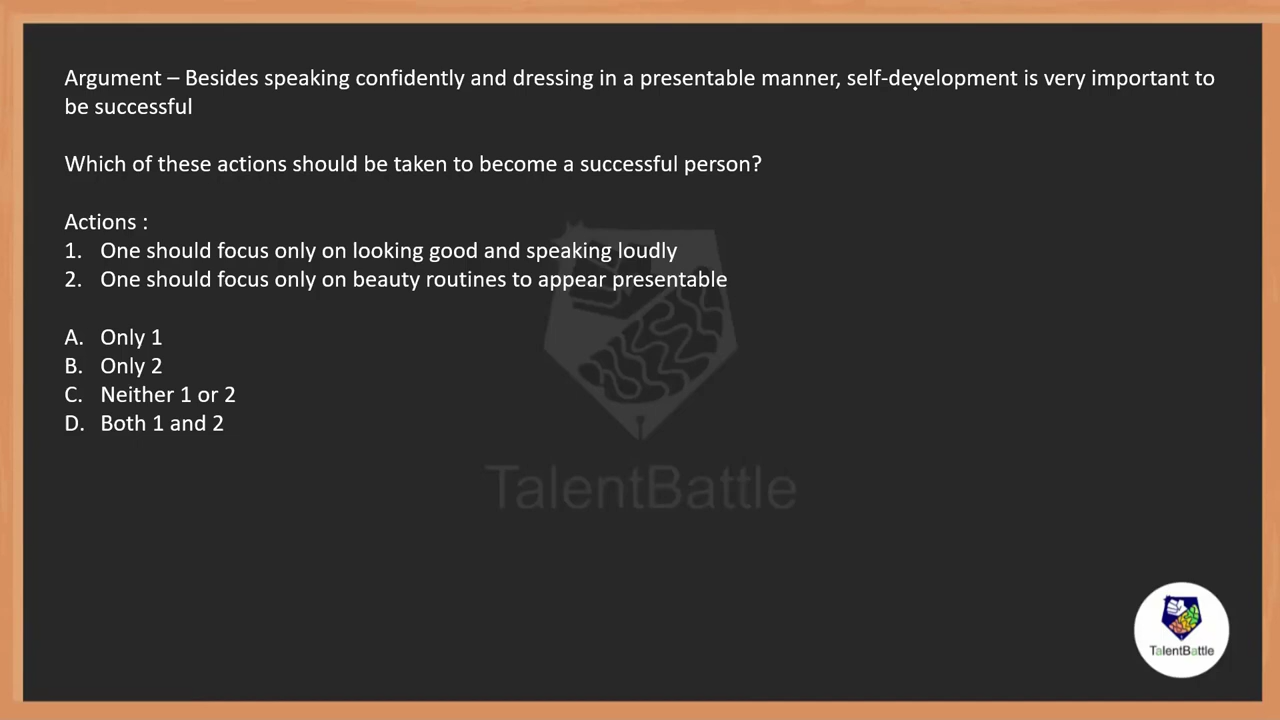 Argument – Besides speaking confidently and dressing in a presentable manner, self-development is very important to
be successful
Which of these actions should be taken to become a successful person?
Actions :
1. One should focus only on looking good and speaking loudly
2. One should focus only on beauty routines to appear presentable
A. Only 1
B. Only 2
C. Neither 1 or 2
D. Both 1 and 2
TalentBattle
TalentBattle